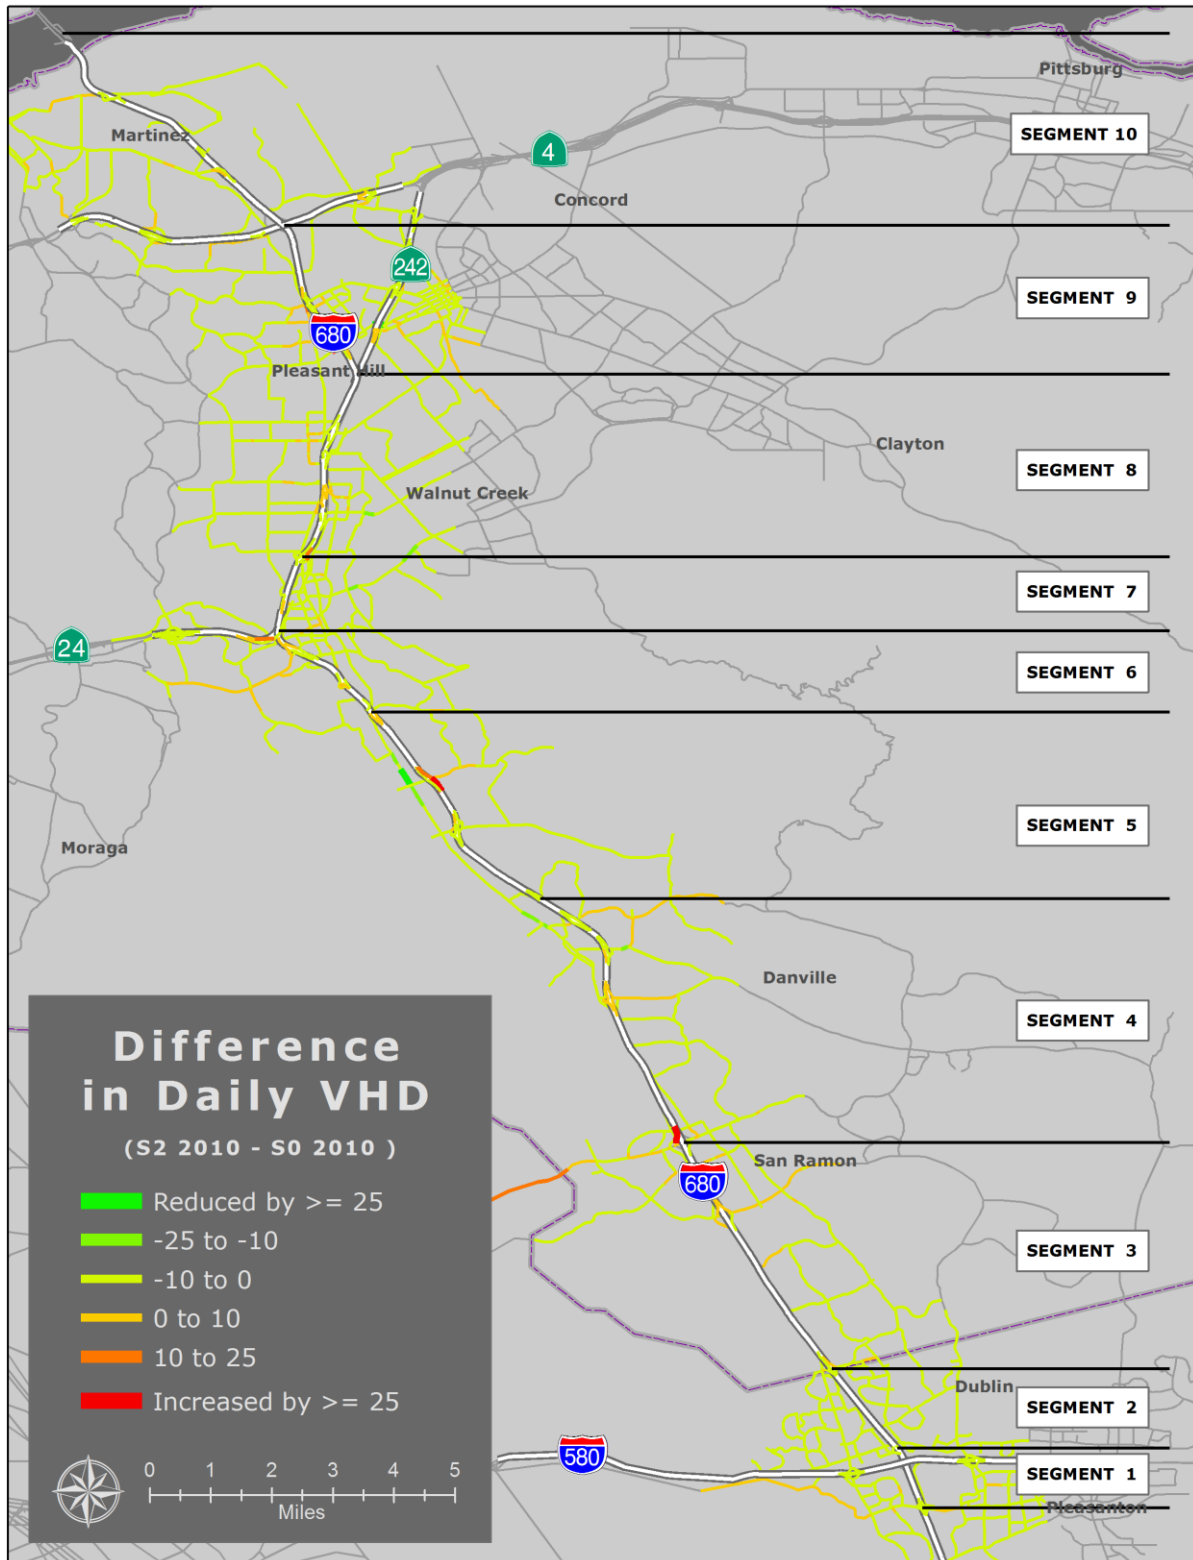 Pittsburg
Martinez
SEGMENT 10
4
Concord
242
SEGMENT 9
680
Pleasant Hill
Clayton
SEGMENT 8
Walnut Creek
SEGMENT 7
24
SEGMENT 6
SEGMENT 5
Moraga
Danville
SEGMENT 4
Difference
in Daily VHD
(S2 2010 - S0 2010 )
San Ramon
680
Reduced by >= 25
-25 to -10
-10 to 0
0 to 10
10 to 25
Increased by >= 25
SEGMENT 3
Dublin
SEGMENT 2
580
SEGMENT 1
Pleasanton
0 1 2 3 4 5
Miles